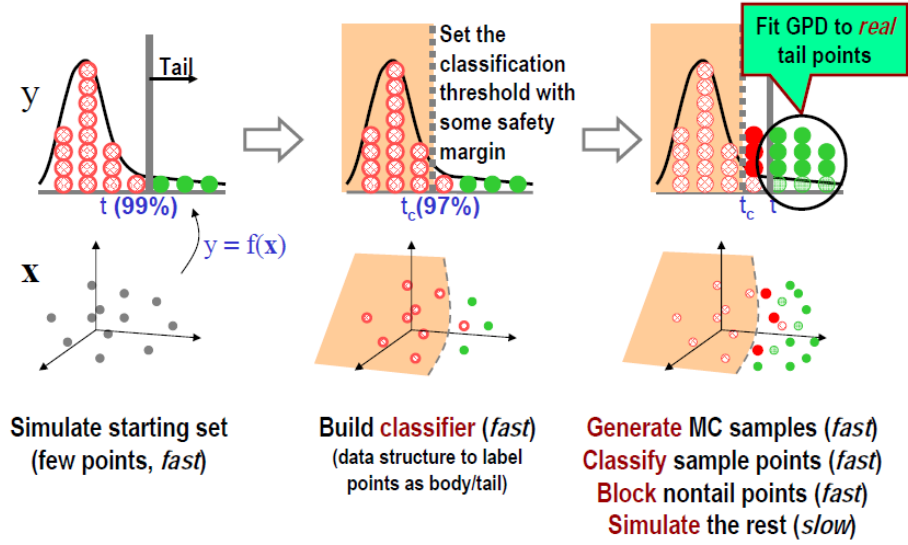 y
Tail
t (99%)
y = f(x)
x
Simulate starting set
(few points, fast)
Set the
classification
threshold with
some safety
margin
tc(97%)
Build classifier (fast)
(data structure to label
points as body/tail)
Fit GPD to real
tail points
tc t
Generate MC samples (fast)
Classify sample points (fast)
Block nontail points (fast)
Simulate the rest (slow)